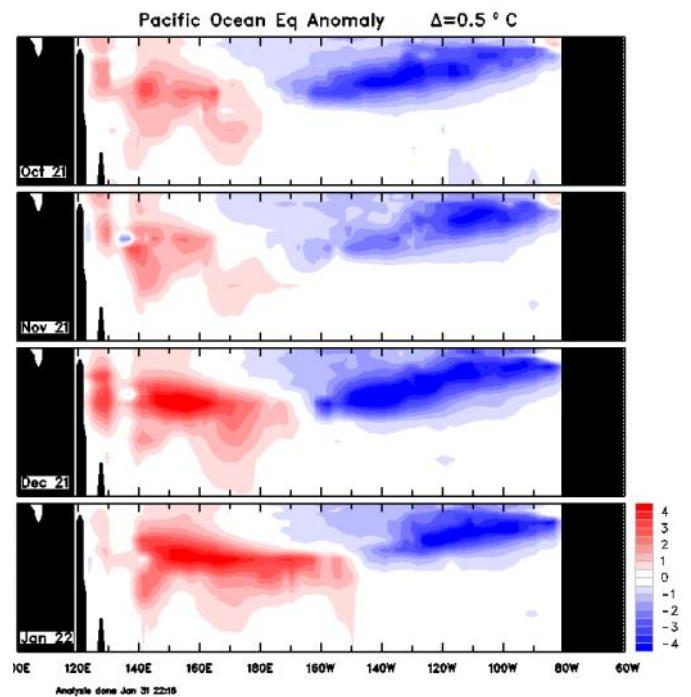 Pacific Ocean Eq Anomaly Δ=0.5 ° C
Oct 21
Nov 21
Dec 21
Jan 22
4
3
2
1
0
-1
-2
-3
-4
00E 120E 140E 160E 180E 160W 140W 120W 100W 80W 60W
Analysis done Jan 31 22:16